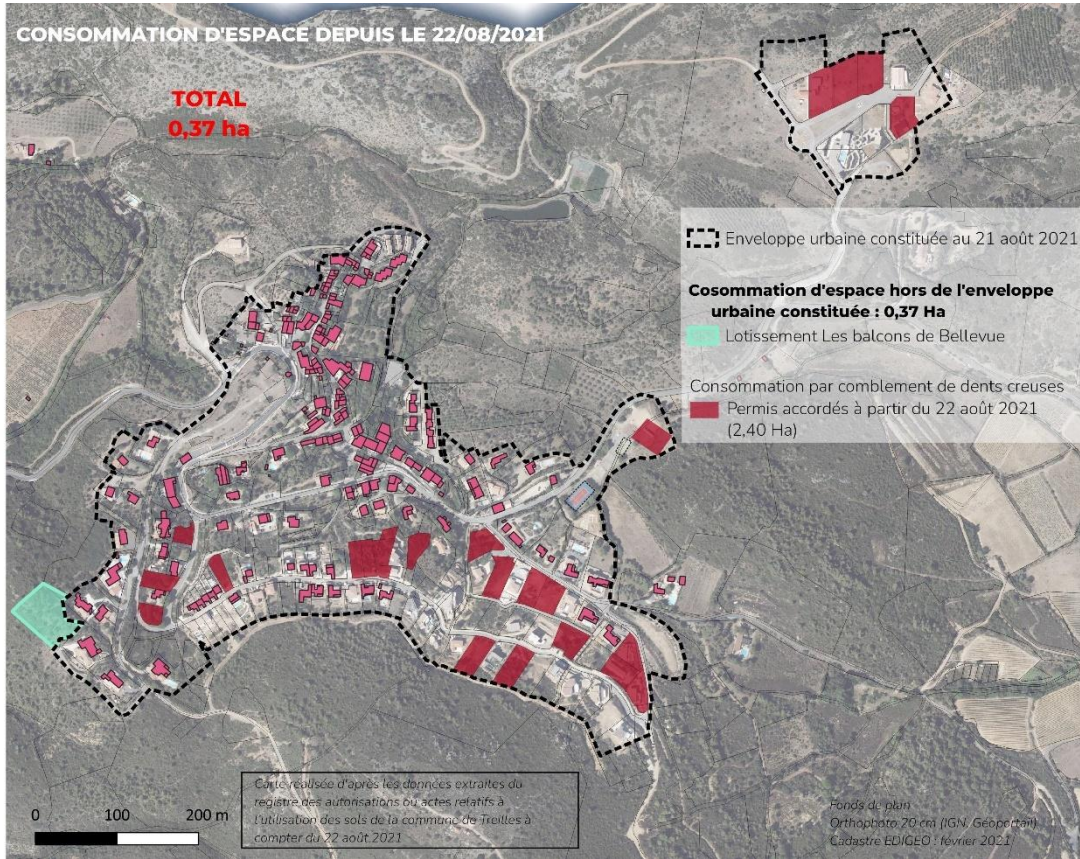 CONSOMMATION D'ESPACE DEPUIS LE 22/08/2021
TOTAL
0,37 ha
Enveloppe urbaine constituée au 21 août 2021
Cosommation d'espace hors de l'enveloppe
urbaine constituée : 0,37 Ha
Lotissement Les balcons de Bellevue
Consommation par comblement de dents creuses
Permis accordés à partir du 22 août 2021
(2,40 Ha)
0 100 200 m
Carte réalisée d'après les données extraites du
registre des autorisations ou actes relatifs à
l'utilisation des sols de la commune de Treilles à
compter du 22 août 2021
Fonds de plan
Orthophoto 20 cm (IGN, Géoportail)
Cadastre EDIGEO : février 2021